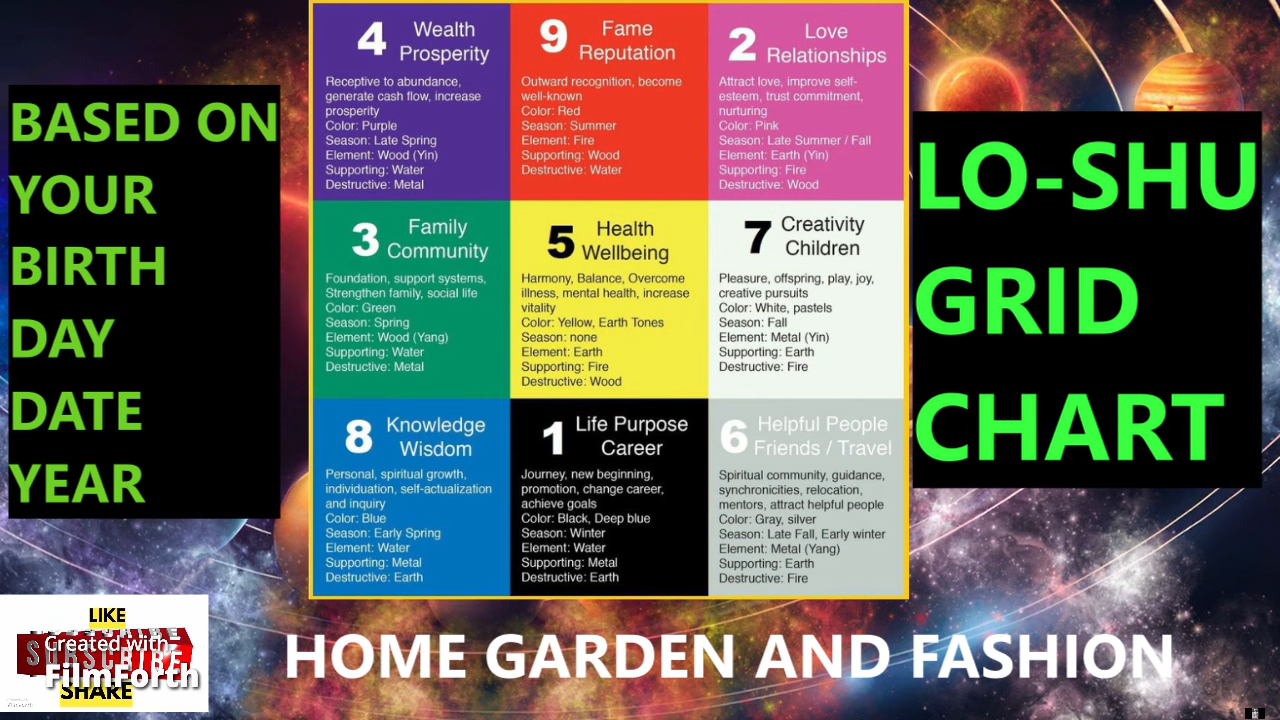 BASED ON
YOUR
BIRTH
DAY
DATE
YEAR
4 Wealth
Prosperity
Receptive to abundance,
generate cash flow, increase
prosperity
Color: Purple
Season: Late Spring
Element: Wood (Yin)
Supporting: Water
Destructive: Metal
9 Fame
Reputation
Outward recognition, become
well-known
Color: Red
Season: Summer
Element: Fire
Supporting: Wood
Destructive: Water
2 Love
Relationships
Attract love, improve self-
esteem, trust commitment,
nurturing
Color: Pink
Season: Late Summer / Fall
Element: Earth (Yin)
Supporting: Fire
Destructive: Wood
3 Family
Community
Foundation, support systems,
Strengthen family, social life
Color: Green
Season: Spring
Element: Wood (Yang)
Supporting: Water
Destructive: Metal
5 Health
Wellbeing
Harmony, Balance, Overcome
illness, mental health, increase
vitality
Color: Yellow, Earth Tones
Season: none
Element: Earth
Supporting: Fire
Destructive: Wood
7 Creativity
Children
Pleasure, offspring, play, joy,
creative pursuits
Color: White, pastels
Season: Fall
Element: Metal (Yin)
Supporting: Earth
Destructive: Fire
8 Knowledge
Wisdom
Personal, spiritual growth,
individuation, self-actualization
and inquiry
Color: Blue
Season: Early Spring
Element: Water
Supporting: Metal
Destructive: Earth
1 Life Purpose
Career
Journey, new beginning,
promotion, change career,
achieve goals
Color: Black, Deep blue
Season: Winter
Element: Water
Supporting: Metal
Destructive: Earth
6 Helpful People
Friends / Travel
Spiritual community, guidance,
synchronicities, relocation,
mentors, attract helpful people
Color: Gray, silver
Season: Late Fall, Early winter
Element: Metal (Yang)
Supporting: Earth
Destructive: Fire
LO-SHU
GRID
CHART
LIKE
Created with
SUBSCRIBE
FilmForth
SHARE
HOME GARDEN AND FASHION